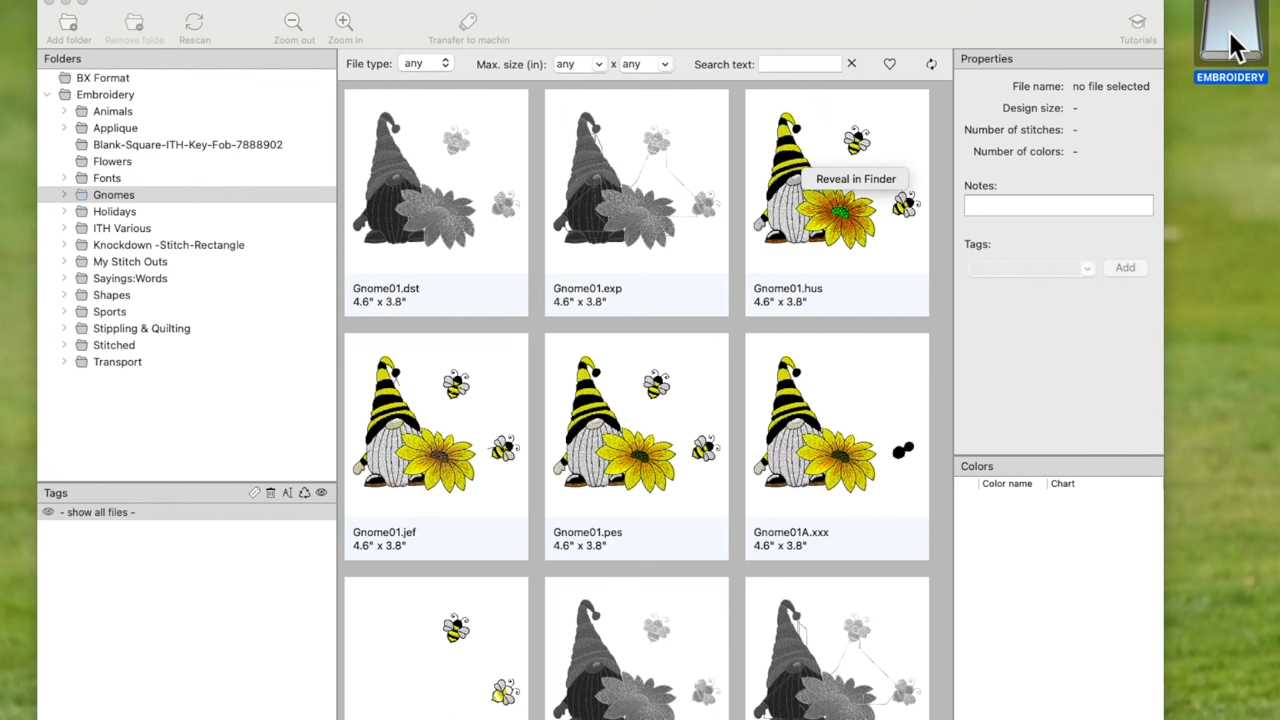 Add folder
Remove folde
Rescan
Zoom out
Zoom in
Transfer to machin
Tutorials
EMBROIDERY
Folders
BX Format
Embroidery
Animals
Applique
Blank-Square-ITH-Key-Fob-7888902
Flowers
Fonts
Gnomes
Holidays
ITH Various
Knockdown -Stitch-Rectangle
My Stitch Outs
Sayings:Words
Shapes
Sports
Stippling & Quilting
Stitched
Transport
Tags
AI
- show all files -
File type: any
Max. size (in): any x any
Search text:
Reveal in Finder
Gnome01.dst
4.6" x 3.8"
Gnome01.exp
4.6" x 3.8"
Gnome01.hus
4.6" x 3.8"
Gnome01.jef
4.6" x 3.8"
Gnome01.pes
4.6" x 3.8"
Gnome01A.xxx
4.6" x 3.8"
Properties
File name: no file selected
Design size: -
Number of stitches: -
Number of colors: -
Notes:
Tags:
Add
Colors
Color name
Chart